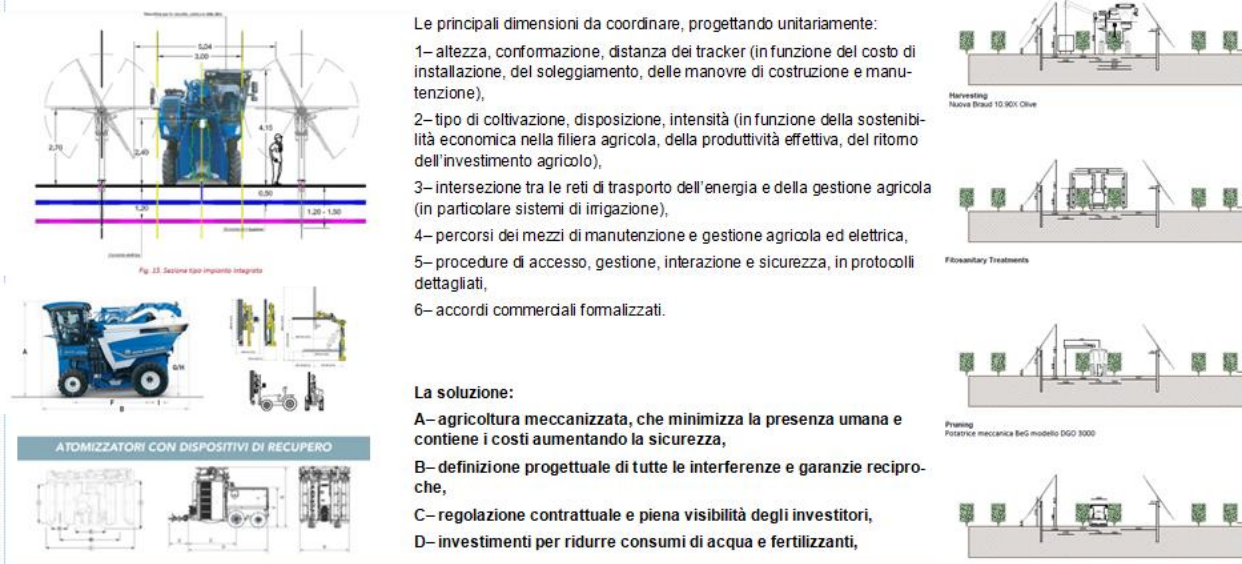 5,04
3,00
2,70
2,40
4,15
0,50
1,20
1,20 - 1,50
Fig. 13. Sezione tipo impianto integrato
A
G/H
F
I
B
ATOMIZZATORI CON DISPOSITIVI DI RECUPERO
Le principali dimensioni da coordinare, progettando unitariamente:
1– altezza, conformazione, distanza dei tracker (in funzione del costo di
installazione, del soleggiamento, delle manovre di costruzione e manu-
tenzione),
2– tipo di coltivazione, disposizione, intensità (in funzione della sostenibi-
lità economica nella filiera agricola, della produttività effettiva, del ritorno
dell'investimento agricolo),
3– intersezione tra le reti di trasporto dell'energia e della gestione agricola
(in particolare sistemi di irrigazione),
4– percorsi dei mezzi di manutenzione e gestione agricola ed elettrica,
5– procedure di accesso, gestione, interazione e sicurezza, in protocolli
dettagliati,
6– accordi commerciali formalizzati.
La soluzione:
A– agricoltura meccanizzata, che minimizza la presenza umana e
contiene i costi aumentando la sicurezza,
B– definizione progettuale di tutte le interferenze e garanzie recipro-
che,
C– regolazione contrattuale e piena visibilità degli investitori,
D– investimenti per ridurre consumi di acqua e fertilizzanti,
Harvesting
Nuova Braud 10.90X Olive
Fitosanitary Treatments
Pruning
Potatrice meccanica BeG modello DGO 3000